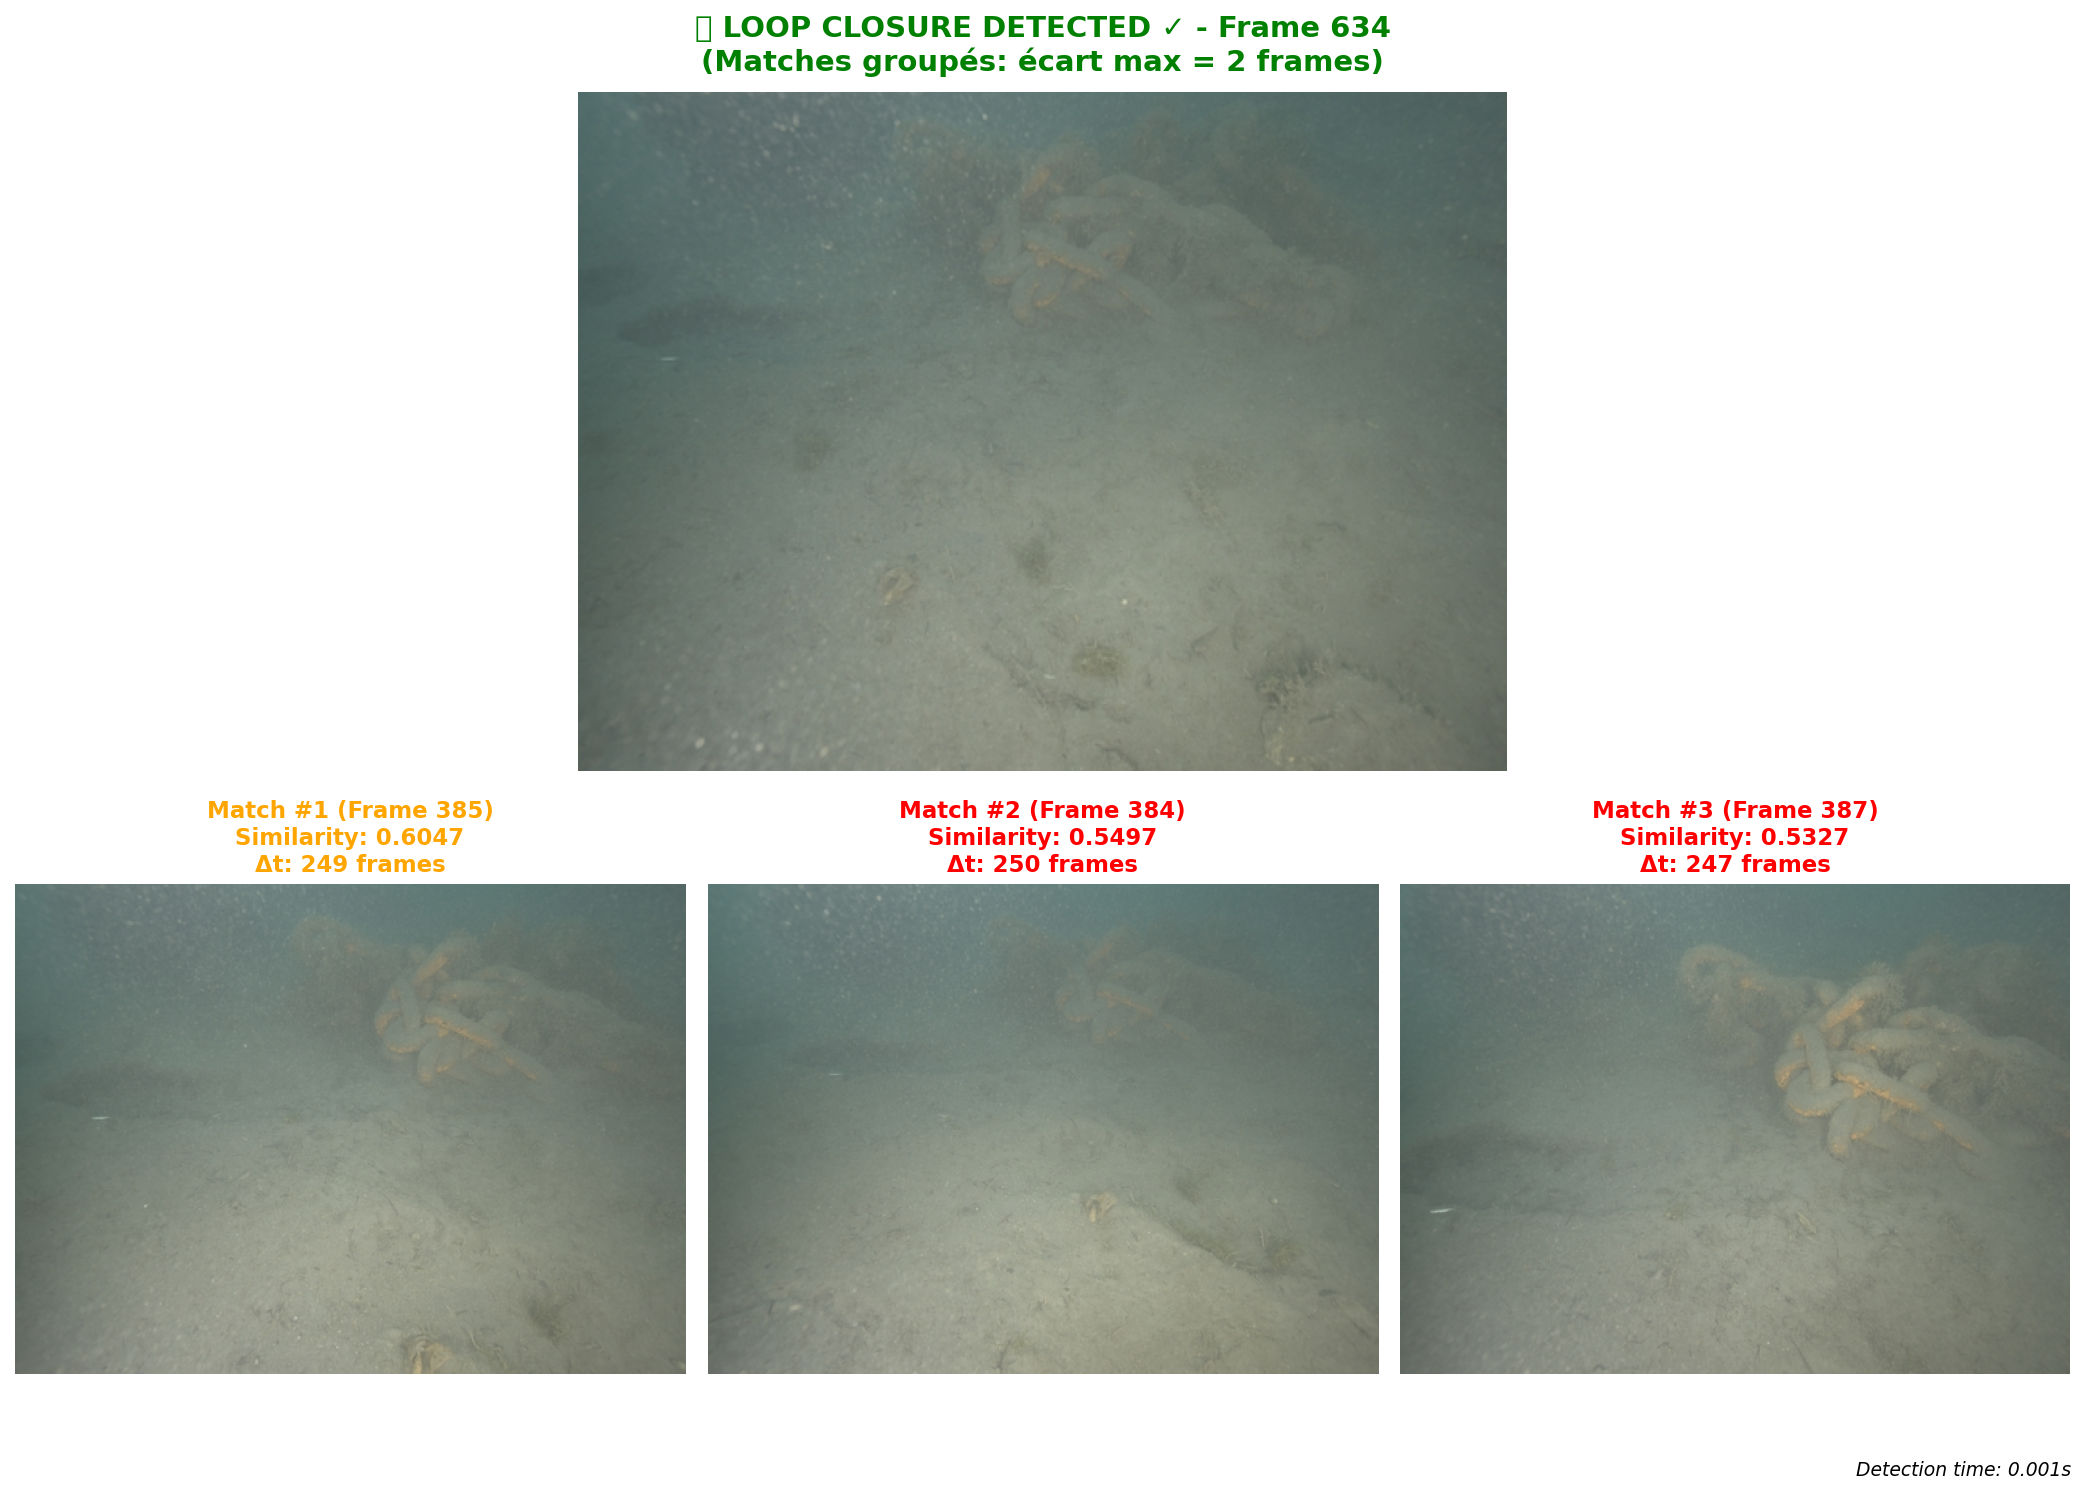 LOOP CLOSURE DETECTED ✓ - Frame 634
(Matches groupés: écart max = 2 frames)
Match #1 (Frame 385)
Similarity: 0.6047
Δt: 249 frames
Match #2 (Frame 384)
Similarity: 0.5497
Δt: 250 frames
Match #3 (Frame 387)
Similarity: 0.5327
Δt: 247 frames
Detection time: 0.001s